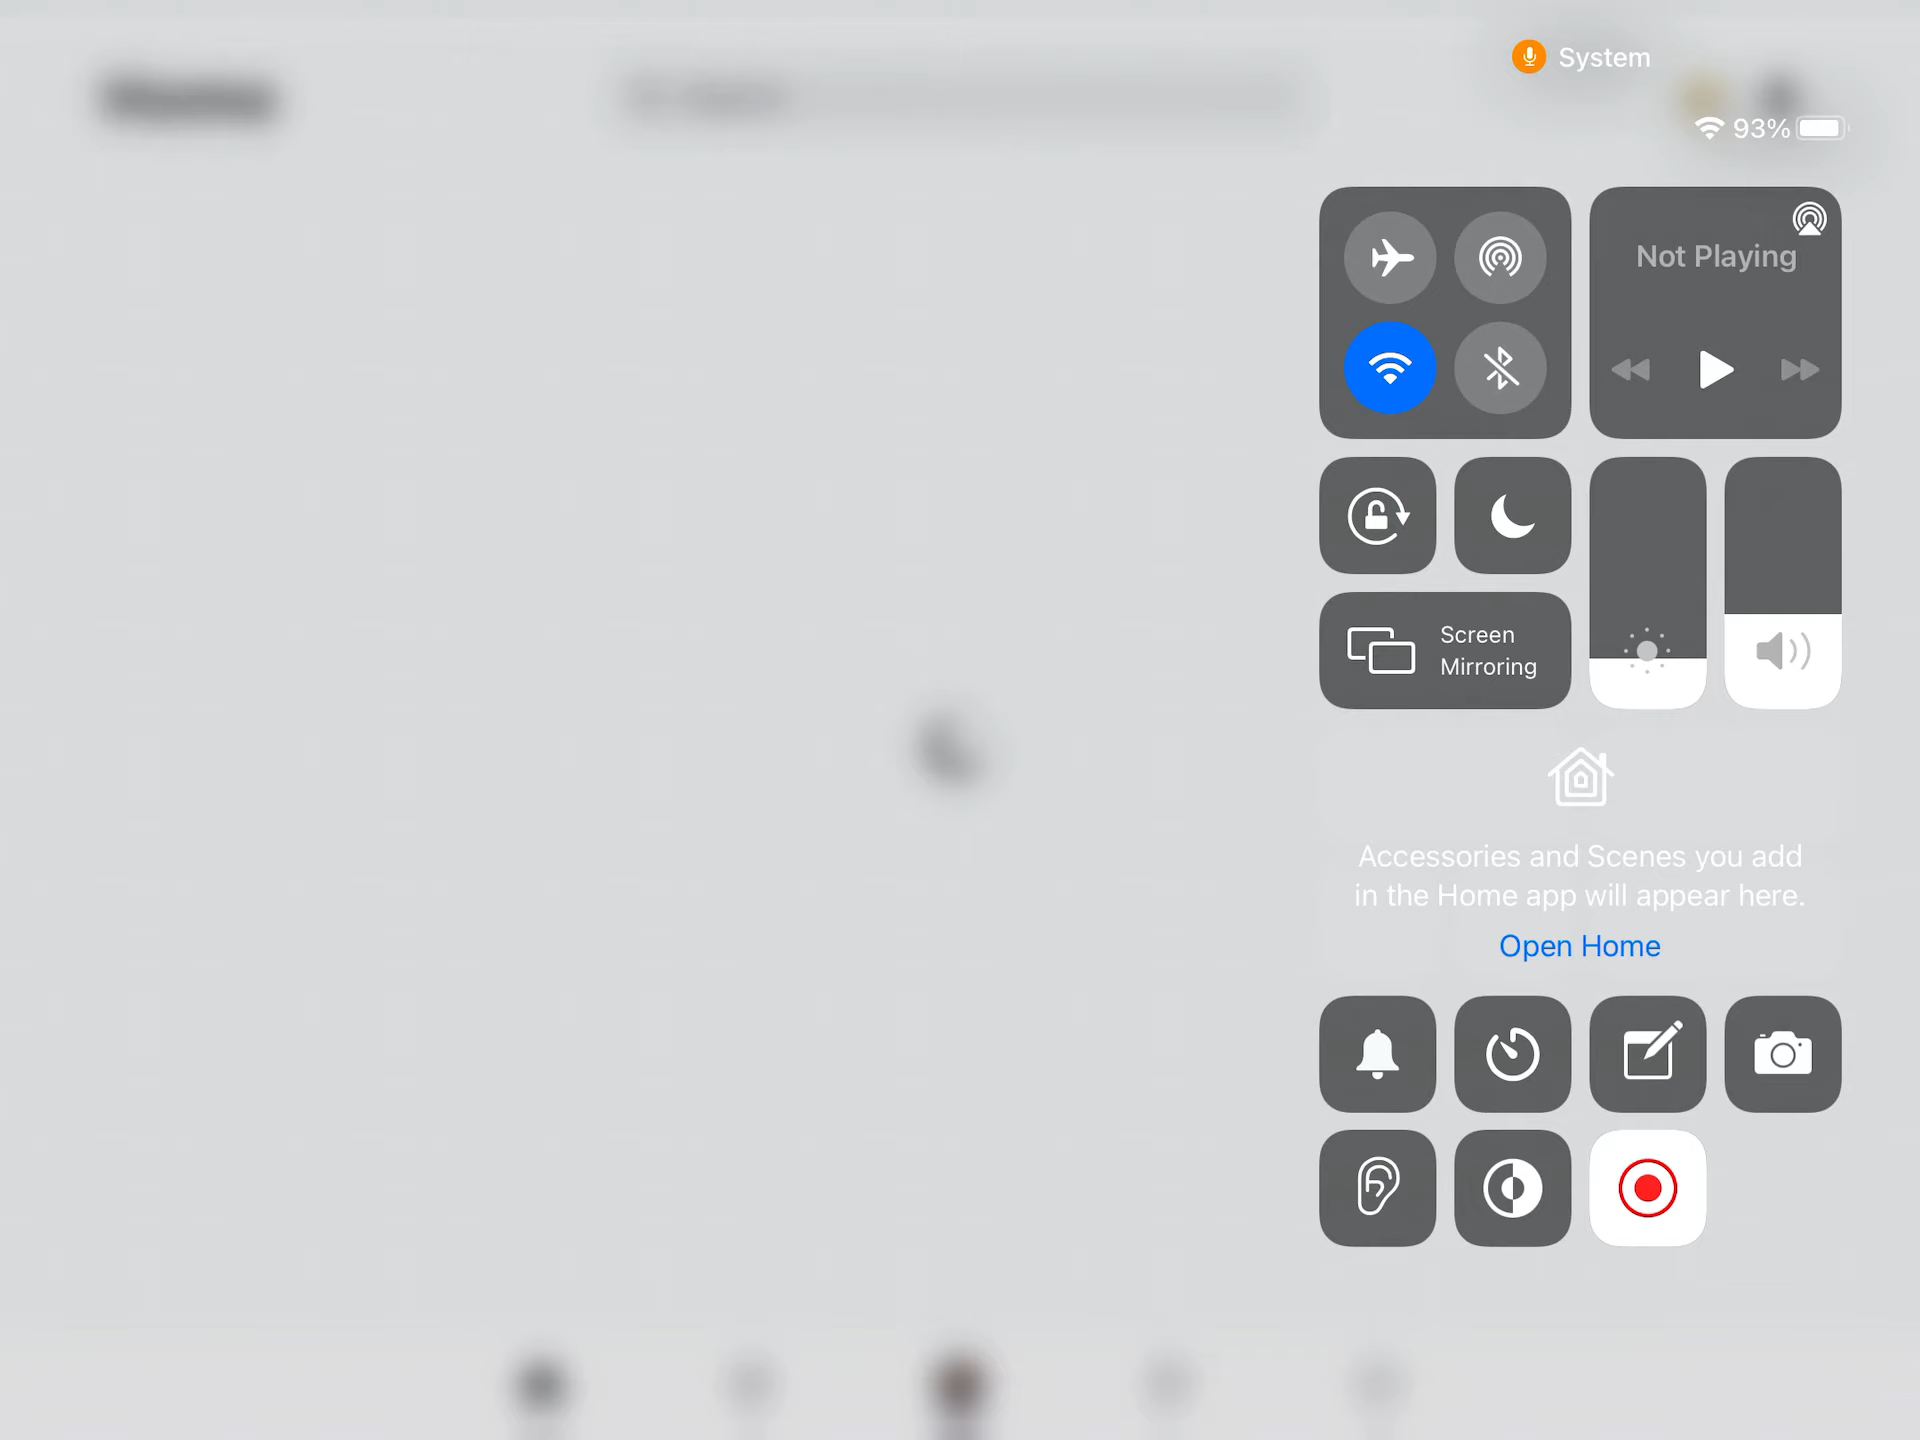 System
93%
Not Playing
Screen
Mirroring
Accessories and Scenes you add
in the Home app will appear here.
Open Home